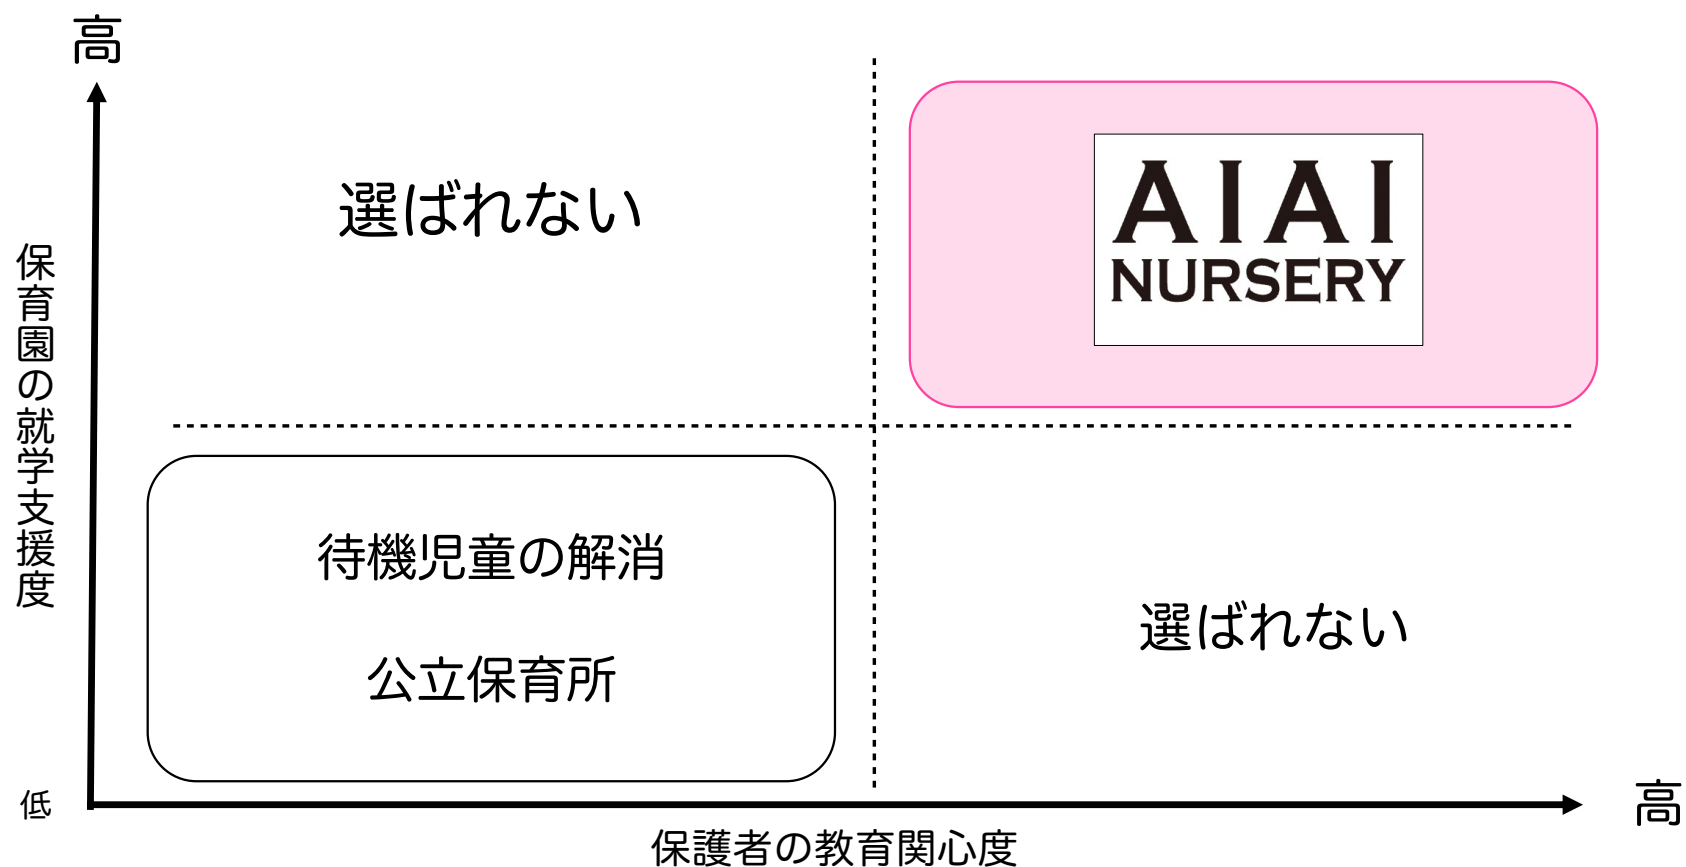 高
選ばれない
AIAI
NURSERY
保育園の就学支援度
待機児童の解消
公立保育所
選ばれない
低
高
保護者の教育関心度